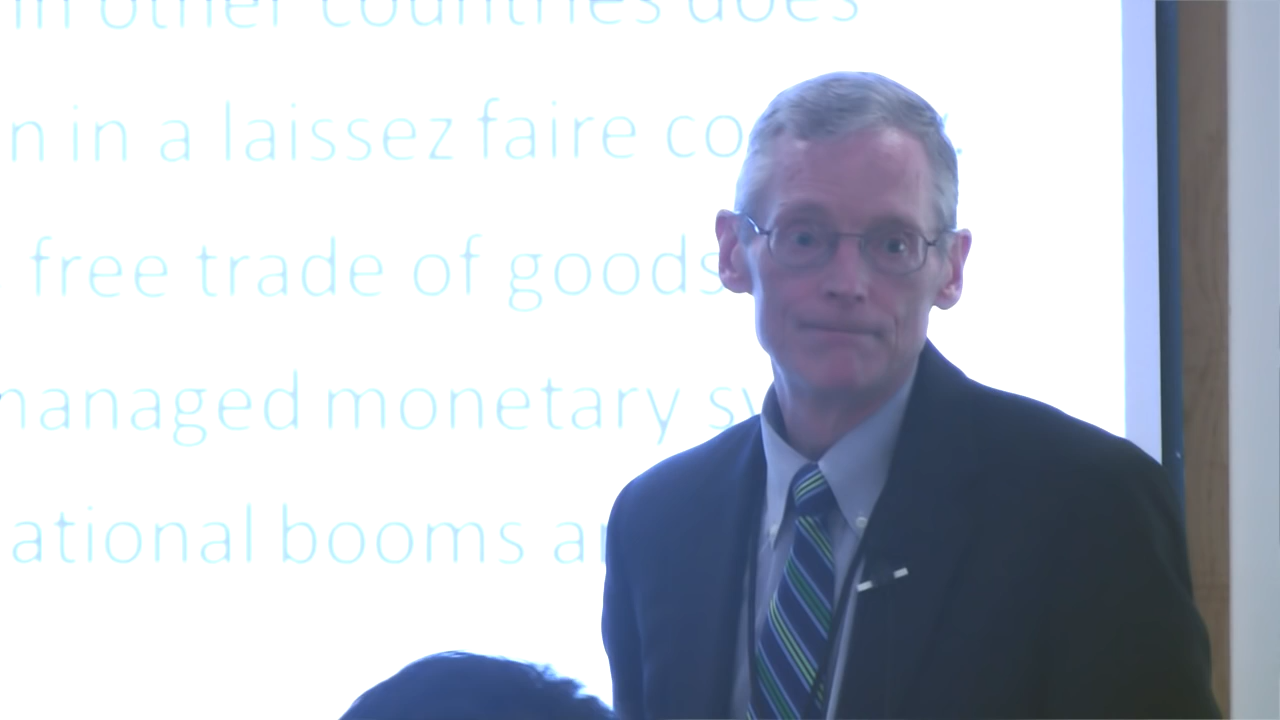 in other countries does
n in a laissez faire co
free trade of goods
managed monetary sy
ational booms a